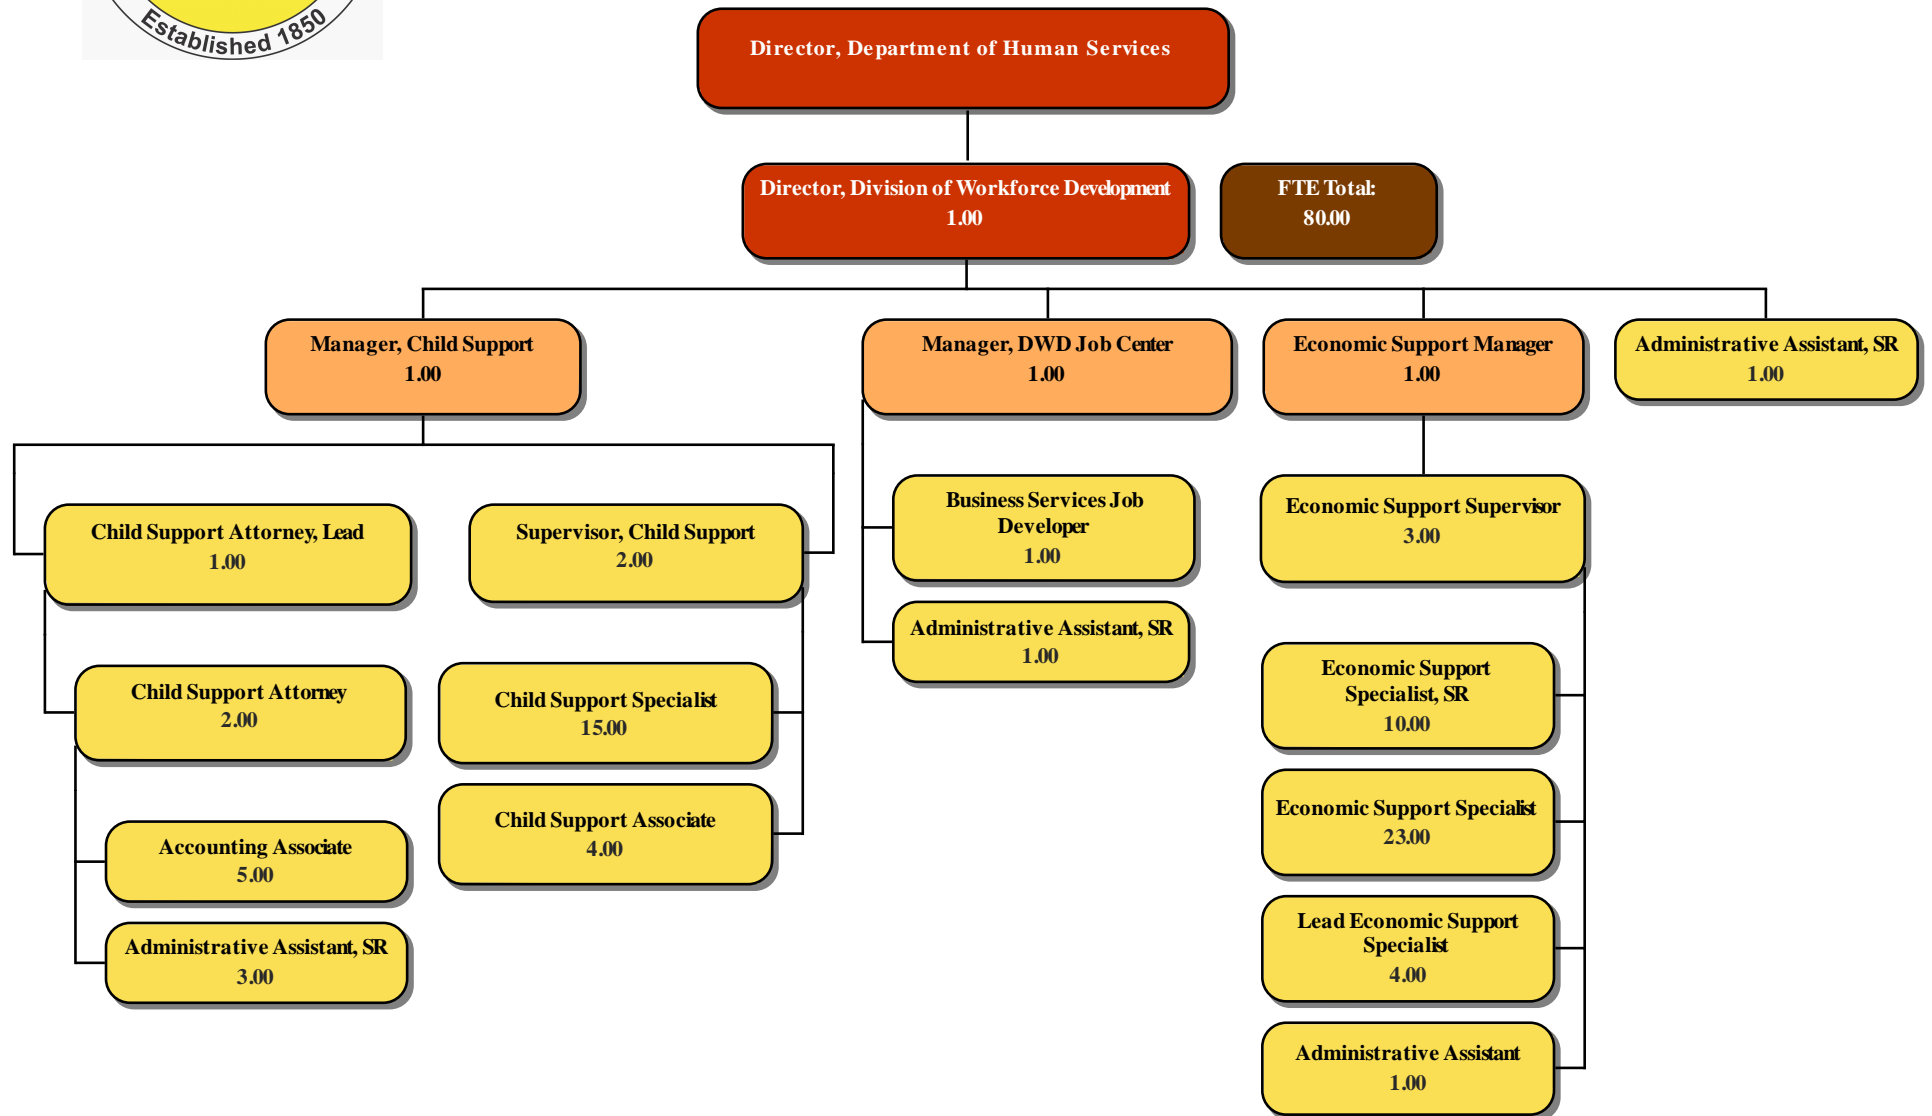 Established 1850
Director, Department of Human Services
Director, Division of Workforce Development
1.00
FTE Total:
80.00
Manager, Child Support
1.00
Manager, DWD Job Center
1.00
Economic Support Manager
1.00
Administrative Assistant, SR
1.00
Child Support Attorney, Lead
1.00
Supervisor, Child Support
2.00
Business Services Job
Developer
1.00
Economic Support Supervisor
3.00
Administrative Assistant, SR
1.00
Child Support Attorney
2.00
Child Support Specialist
15.00
Economic Support
Specialist, SR
10.00
Accounting Associate
5.00
Child Support Associate
4.00
Economic Support Specialist
23.00
Administrative Assistant, SR
3.00
Lead Economic Support
Specialist
4.00
Administrative Assistant
1.00